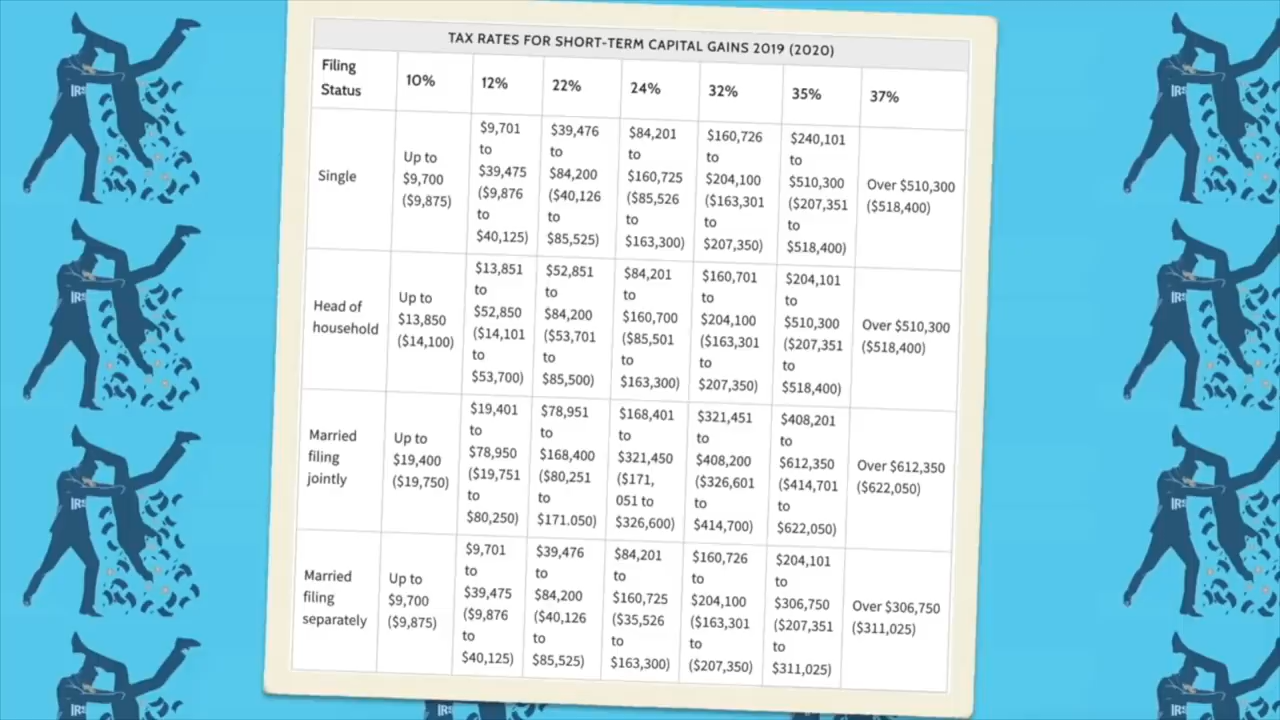 TAX RATES FOR SHORT-TERM CAPITAL GAINS 2019 (2020)
Filing
Status
10%
12%
22%
24%
32%
35%
37%
Single
Up to
$9,700
($9,875)
$9,701
to
$39,475
($9,876
to
$40,125)
$39,476
to
$84,200
($40,126
to
$85,525)
$84,201
to
$160,725
($85,526
to
$163,300)
$160,726
to
$204,100
($163,301
to
$207,350)
$240,101
to
$510,300
($207,351
to
$518,400)
Over $510,300
($518,400)
Head of
household
Up to
$13,850
($14,100)
$13,851
to
$52,850
($14,101
to
$53,700)
$52,851
to
$84,200
($53,701
to
$85,500)
$84,201
to
$160,700
($85,501
to
$163,300)
$160,701
to
$204,100
($163,301
to
$207,350)
$204,101
to
$510,300
($207,351
to
$518,400)
Over $510,300
($518,400)
Married
filing
jointly
Up to
$19,400
($19,750)
$19,401
to
$78,950
($19,751
to
$80,250)
$78,951
to
$168,400
($80,251
to
$171.050)
$168,401
to
$321,450
($171,
051 to
$326,600)
$321,451
to
$408,200
($326,601
to
$414,700)
$408,201
to
$612,350
($414,701
to
$622,050)
Over $612,350
($622,050)
Married
filing
separately
Up to
$9,700
($9,875)
$9,701
to
$39,475
($9,876
to
$40,125)
$39,476
to
$84,200
($40,126
to
$85,525)
$84,201
to
$160,725
($35,526
to
$163,300)
$160,726
to
$204,100
($163,301
to
($207,350)
$204,101
to
$306,750
($207,351
to
$311,025)
Over $306,750
($311,025)
IRS
IRS
IRS
IRS
IRS
IRS
IRS
IRS
IRS
IRS